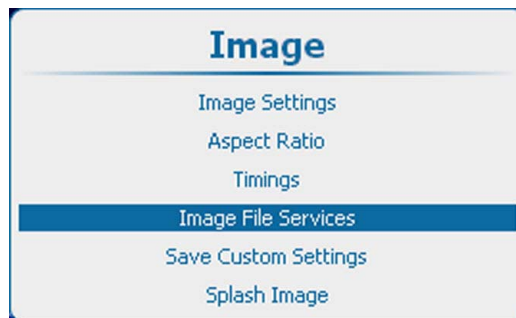 Image
Image Settings
Aspect Ratio
Timings
Image File Services
Save Custom Settings
Splash Image